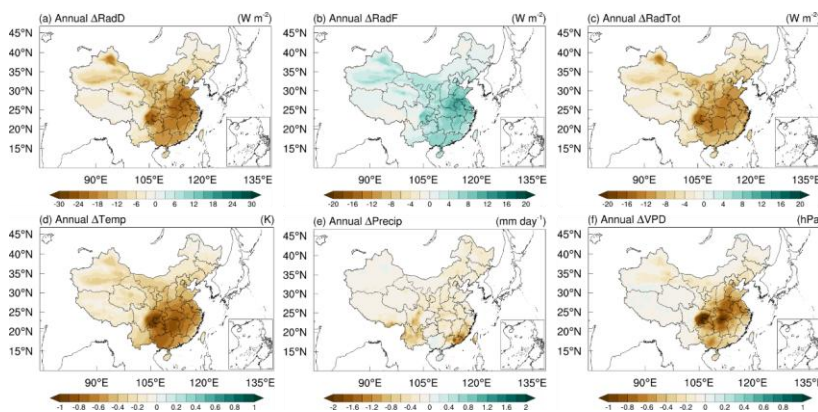 (a) Annual ΔRadD (W m⁻²) (b) Annual ΔRadF (W m⁻²) (c) Annual ΔRadTot (W m⁻²)
45°N 45°N 45°N
40°N 40°N 40°N
35°N 35°N 35°N
30°N 30°N 30°N
25°N 25°N 25°N
20°N 20°N 20°N
15°N 15°N 15°N
90°E 105°E 120°E 135°E 90°E 105°E 120°E 135°E 90°E 105°E 120°E 135°E
-30 -24 -18 -12 -6 0 6 12 18 24 30 -20 -16 -12 -8 -4 0 4 8 12 16 20 -20 -16 -12 -8 -4 0 4 8 12 16 20
(d) Annual ΔTemp (K) (e) Annual ΔPrecip (mm day⁻¹) (f) Annual ΔVPD (hPa)
45°N 45°N 45°N
40°N 40°N 40°N
35°N 35°N 35°N
30°N 30°N 30°N
25°N 25°N 25°N
20°N 20°N 20°N
15°N 15°N 15°N
90°E 105°E 120°E 135°E 90°E 105°E 120°E 135°E 90°E 105°E 120°E 135°E
-1 -0.8 -0.6 -0.4 -0.2 0 0.2 0.4 0.6 0.8 1 -2 -1.6 -1.2 -0.8 -0.4 0 0.4 0.8 1.2 1.6 2 -1 -0.8 -0.6 -0.4 -0.2 0 0.2 0.4 0.6 0.8 1